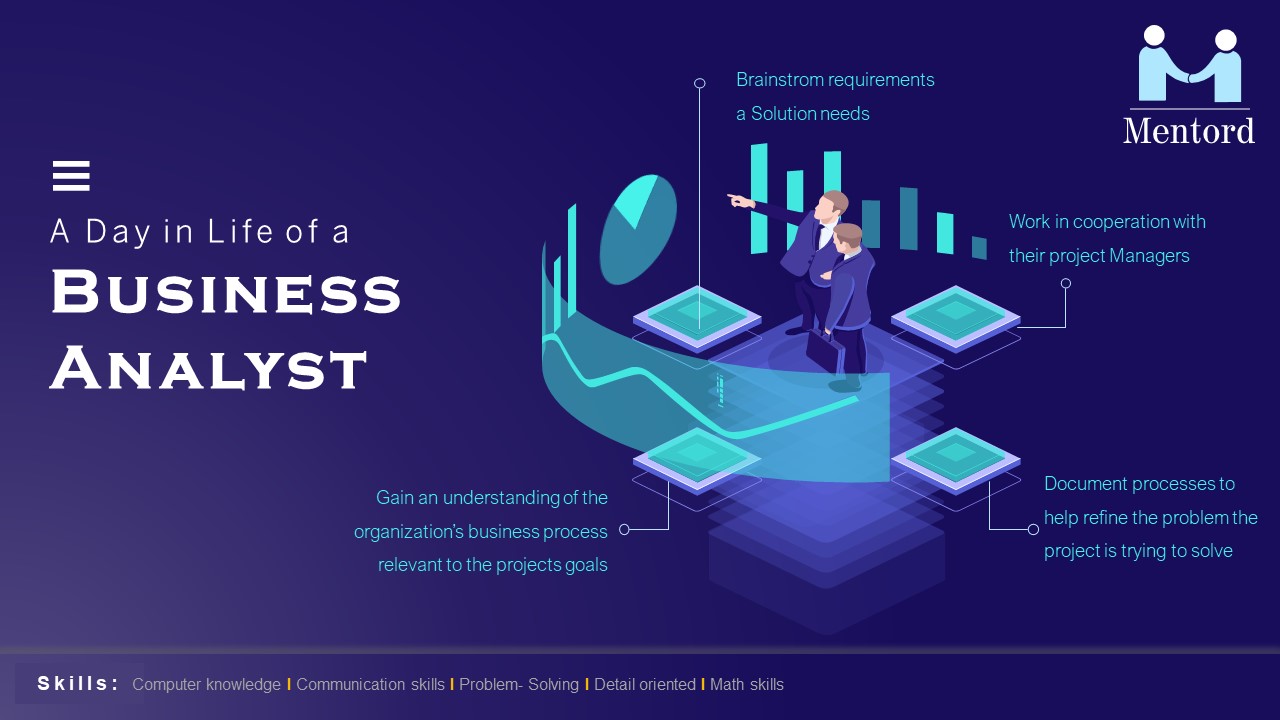 Mentord
A Day in Life of a
BUSINESS
ANALYST
Brainstrom requirements
a Solution needs
Work in cooperation with
their project Managers
Gain an understanding of the
organization's business process
relevant to the projects goals
Document processes to
help refine the problem the
project is trying to solve
Skills: Computer knowledge I Communication skills I Problem- Solving I Detail oriented I Math skills